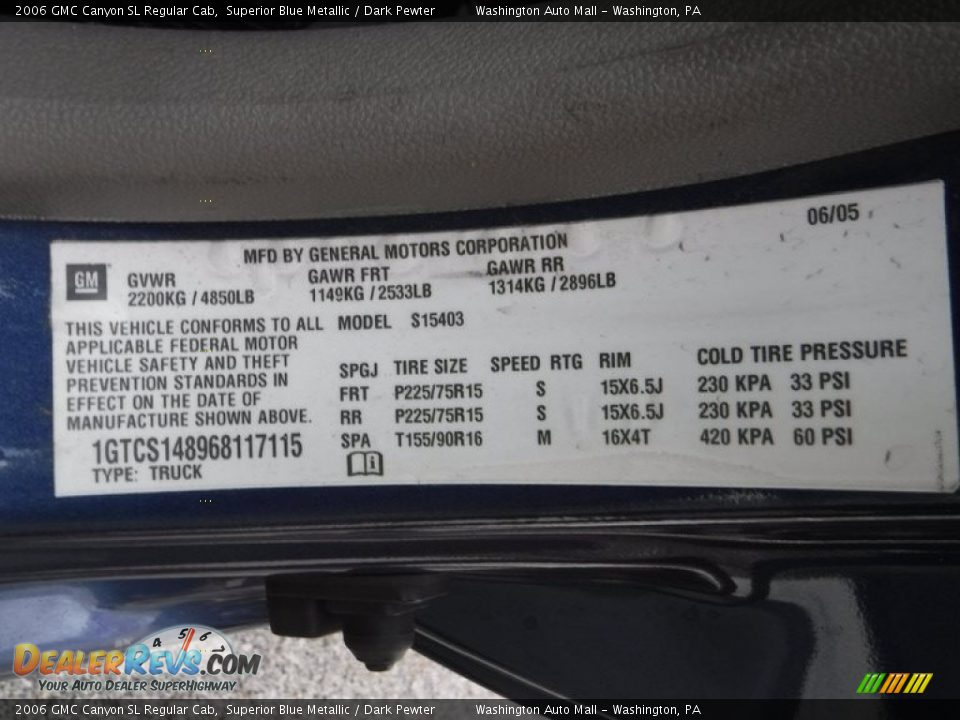 2006 GMC Canyon SL Regular Cab, Superior Blue Metallic / Dark Pewter Washington Auto Mall - Washington, PA
06/05
MFD BY GENERAL MOTORS CORPORATION
GM
GVWR GAWR FRT GAWR RR
2200KG / 4850LB 1149KG / 2533LB 1314KG / 2896LB
THIS VEHICLE CONFORMS TO ALL
APPLICABLE FEDERAL MOTOR
VEHICLE SAFETY AND THEFT
PREVENTION STANDARDS IN
EFFECT ON THE DATE OF
MANUFACTURE SHOWN ABOVE.
1GTCS148968117115
TYPE: TRUCK
MODEL S15403
SPGJ TIRE SIZE SPEED RTG RIM COLD TIRE PRESSURE
FRT P225/75R15 S 15X6.5J 230 KPA 33 PSI
RR P225/75R15 S 15X6.5J 230 KPA 33 PSI
SPA T155/90R16 M 16X4T 420 KPA 60 PSI
4 5 6
DEALERREVS.COM
YOUR AUTO DEALER SUPERHIGHWAY
2006 GMC Canyon SL Regular Cab, Superior Blue Metallic / Dark Pewter Washington Auto Mall - Washington, PA